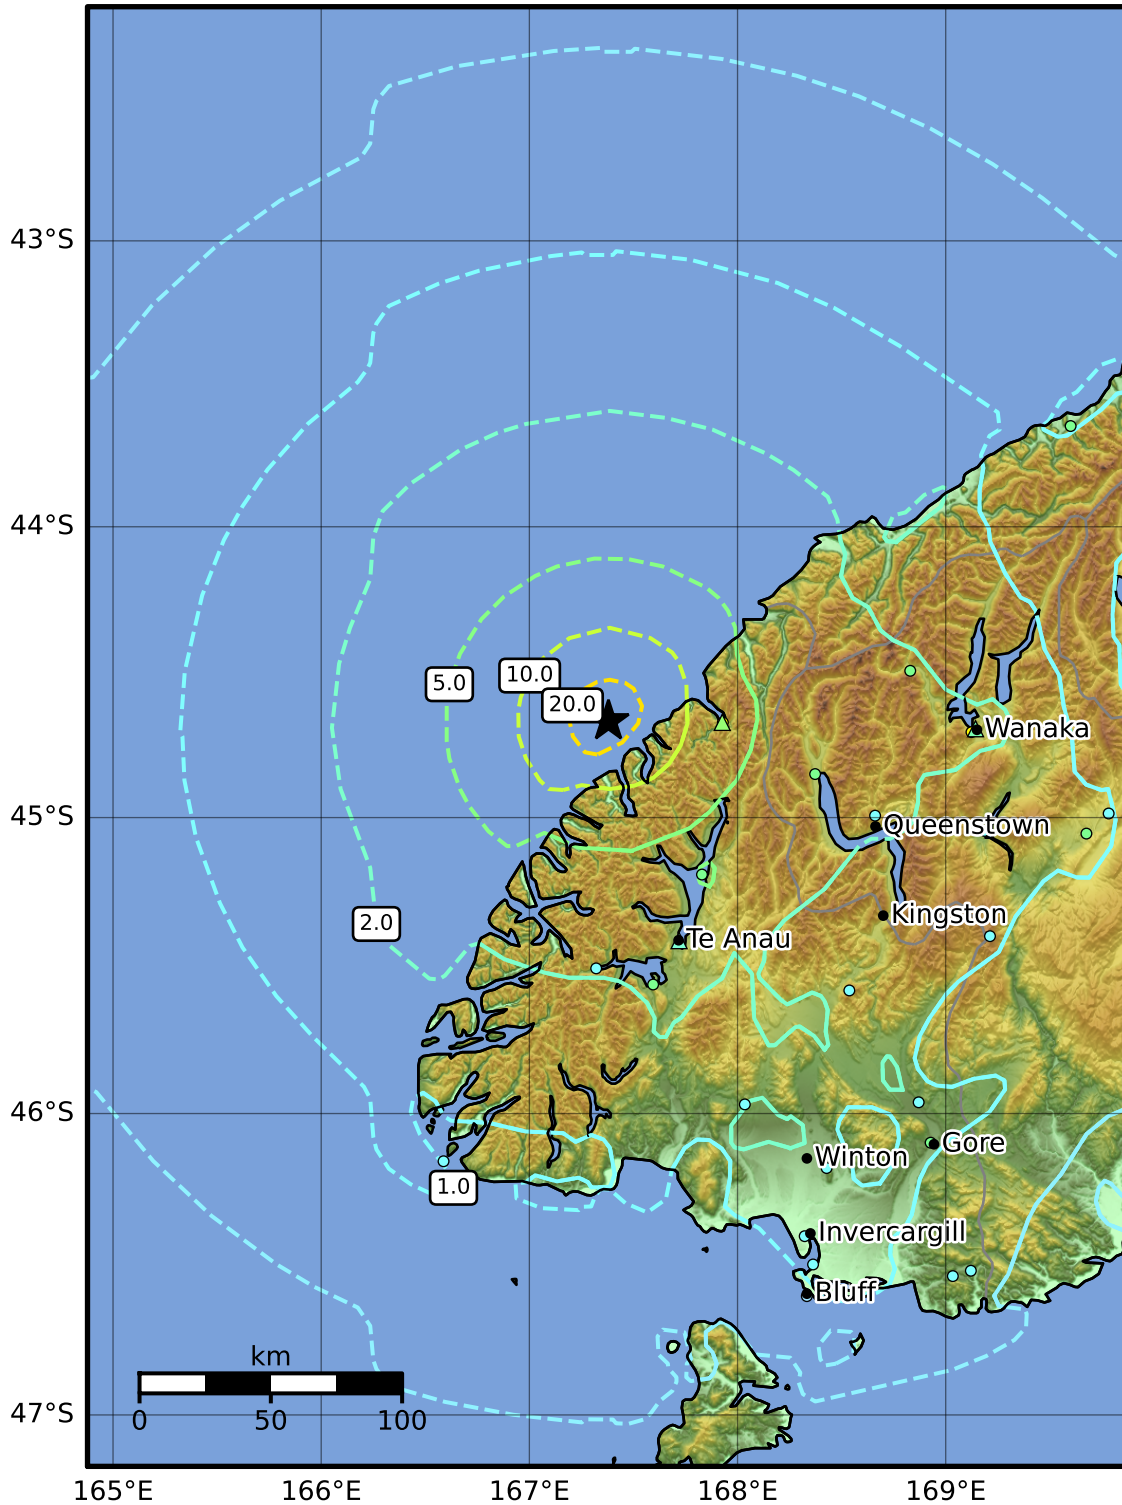 43°S
44°S
5.0
10.0
20.0
Wanaka
45°S
Queenstown
2.0
Kingston
Te Anau
46°S
Gore
Winton
1.0
Invercargill
Bluff
km
0 50 100
47°S
165°E 166°E 167°E 168°E 169°E